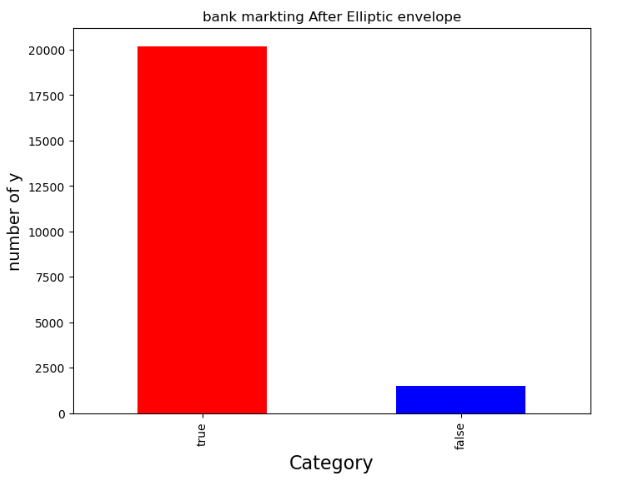 bank markting After Elliptic envelope
number of y
20000
17500
15000
12500
10000
7500
5000
2500
0
true
false
Category